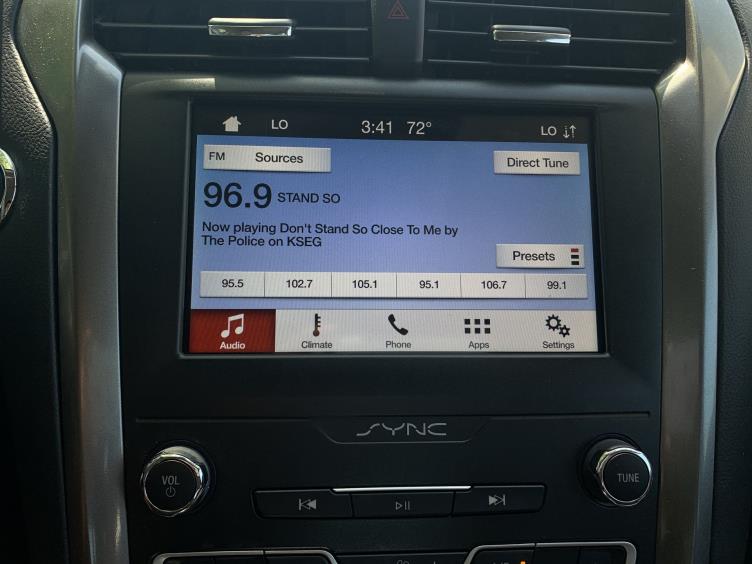 LO 3:41 72° LO
FM Sources Direct Tune
96.9 STAND SO
Now playing Don't Stand So Close To Me by
The Police on KSEG
Presets
95.5 102.7 105.1 95.1 106.7 99.1
Audio Climate Phone Apps Settings
SYNC
VOL TUNE